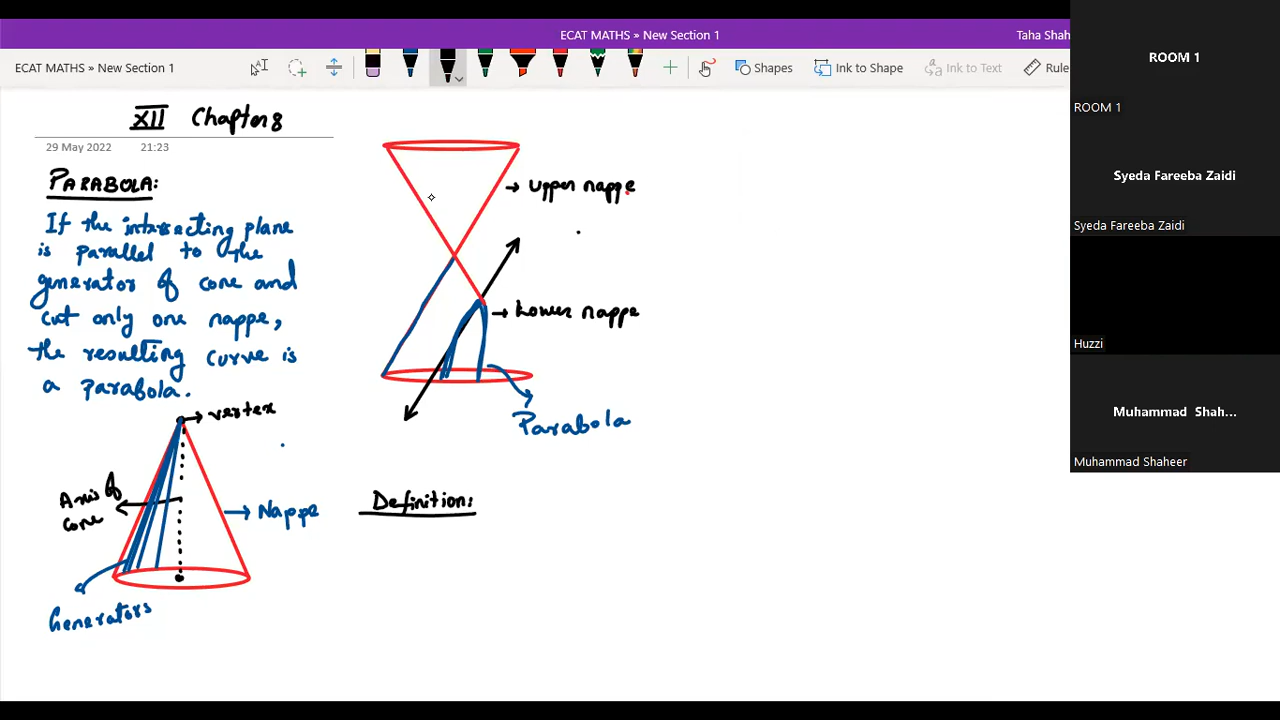 ECAT MATHS » New Section 1
Taha Shah
ECAT MATHS » New Section 1
Shapes
Ink to Shape
Ink to Text
Rule
XII Chapter 8
29 May 2022 21:23
PARABOLA:
If the intersecting plane
is parallel to the
generator of cone and
cut only one nappe,
the resulting curve is
a parabola.
vertex
Axis of
cone
Nappe
Generators
upper nappe
Lower nappe
Parabola
Definition:
ROOM 1
ROOM 1
Syeda Fareeba Zaidi
Syeda Fareeba Zaidi
Huzzi
Muhammad Shah...
Muhammad Shaheer